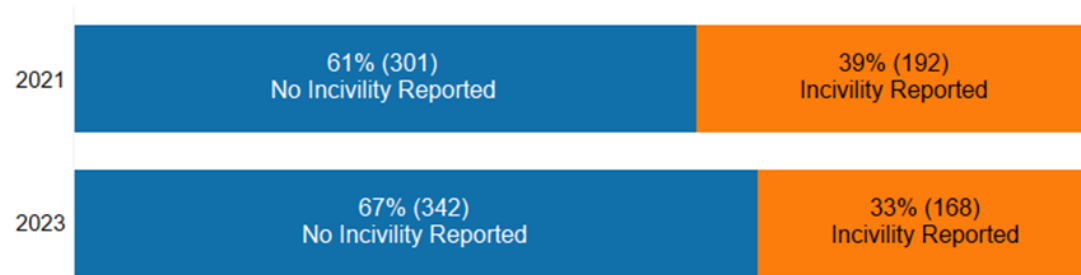 2021
61% (301)
No Incivility Reported
39% (192)
Incivility Reported
2023
67% (342)
No Incivility Reported
33% (168)
Incivility Reported